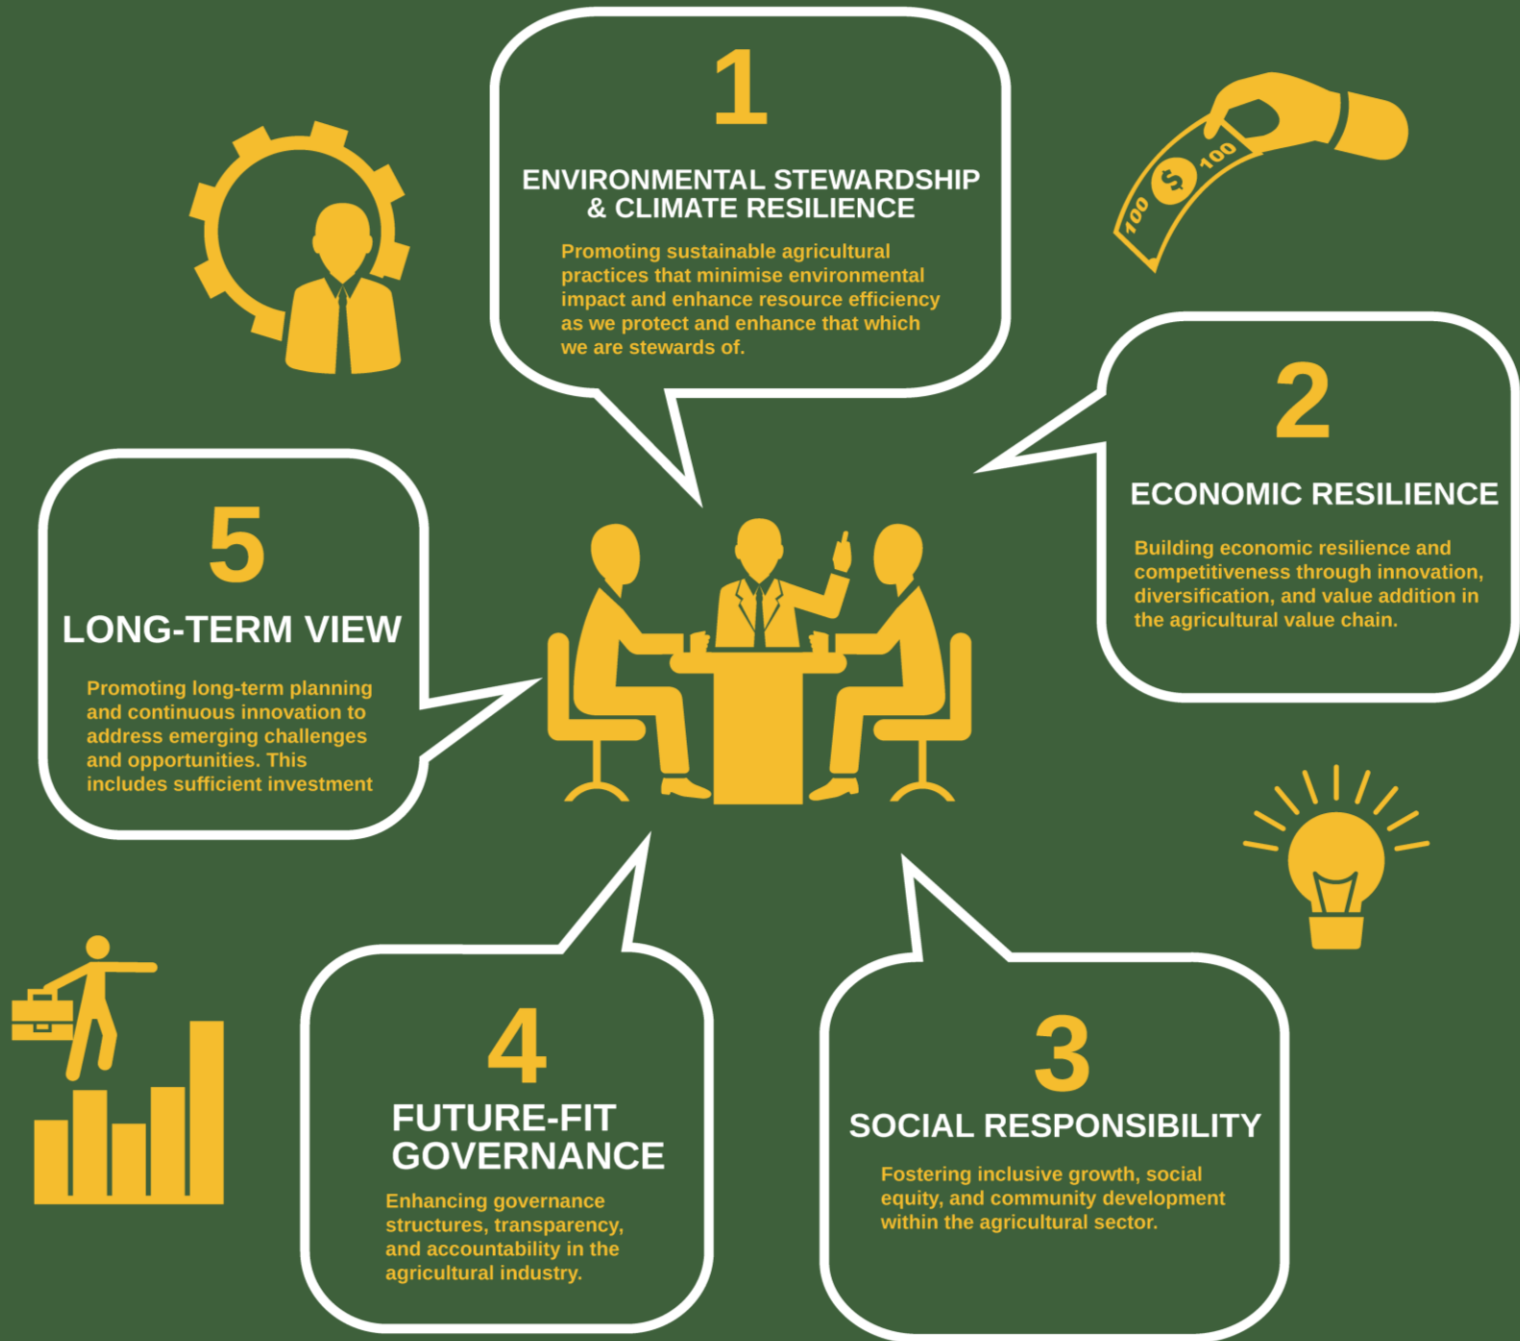 1
ENVIRONMENTAL STEWARDSHIP
& CLIMATE RESILIENCE
Promoting sustainable agricultural
practices that minimise environmental
impact and enhance resource efficiency
as we protect and enhance that which
we are stewards of.
100
$
100
2
ECONOMIC RESILIENCE
Building economic resilience and
competitiveness through innovation,
diversification, and value addition in
the agricultural value chain.
3
SOCIAL RESPONSIBILITY
Fostering inclusive growth, social
equity, and community development
within the agricultural sector.
4
FUTURE-FIT
GOVERNANCE
Enhancing governance
structures, transparency,
and accountability in the
agricultural industry.
5
LONG-TERM VIEW
Promoting long-term planning
and continuous innovation to
address emerging challenges
and opportunities. This
includes sufficient investment